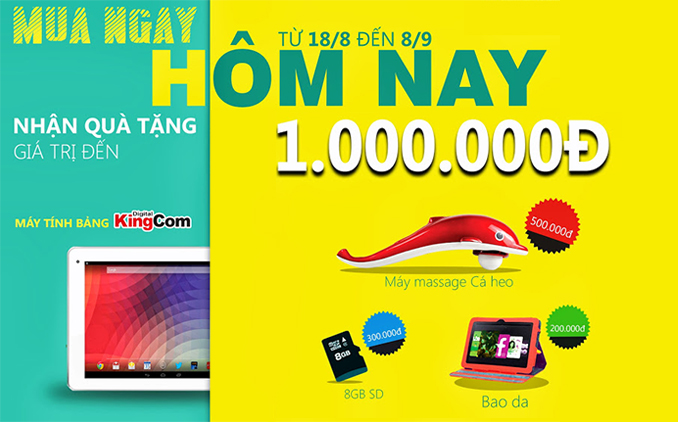 MUA NGAY
TỪ 18/8 ĐẾN 8/9
HÔM NAY
NHẬN QUÀ TẶNG
GIÁ TRỊ ĐẾN
1.000.000Đ
MÁY TÍNH BẢNG Digital KingCom
500.000đ
Máy massage Cá heo
300.000đ
8GB
8GB SD
200.000đ
Bao da